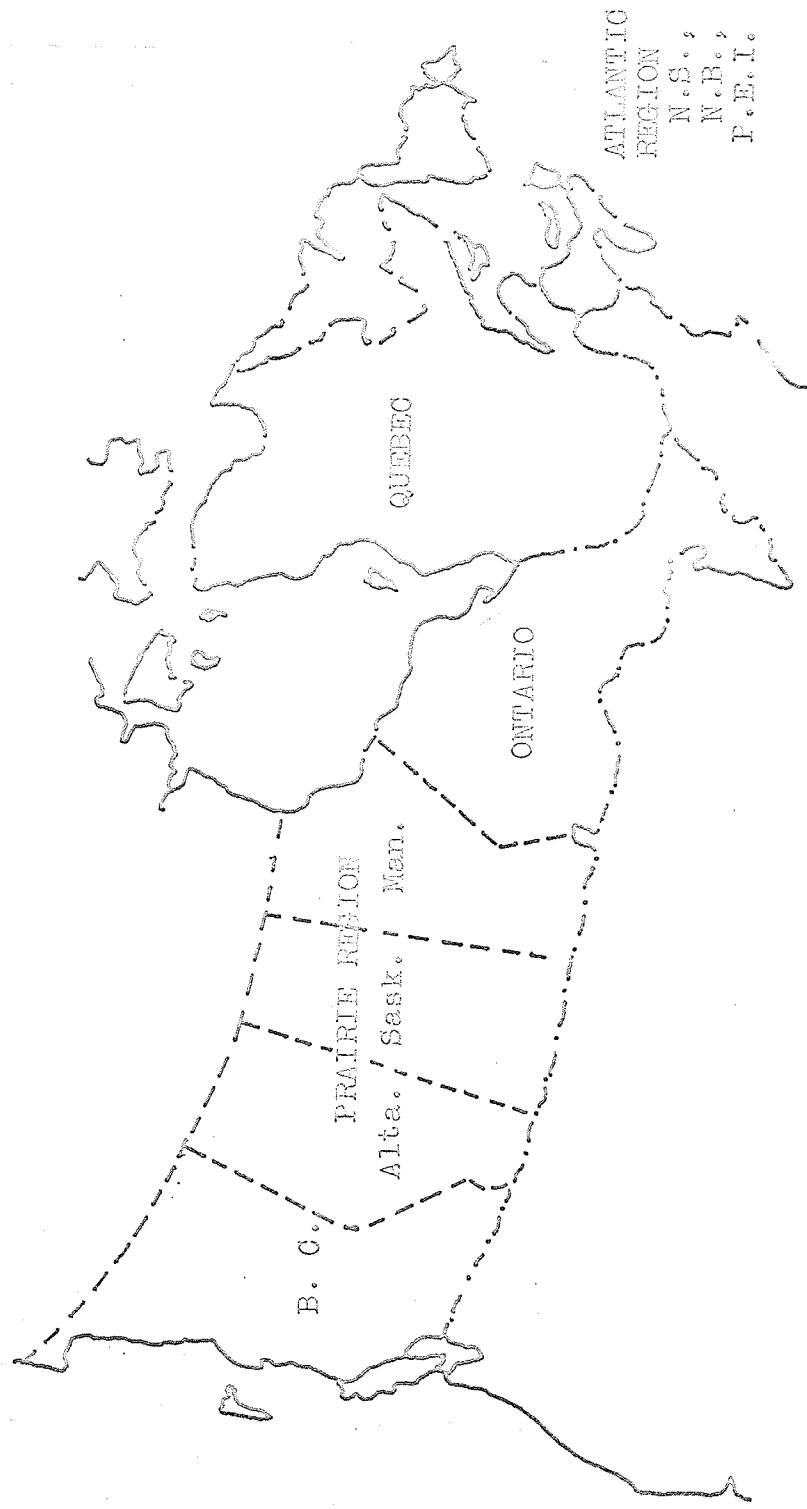 PRAIRIE REGION
B. C.
Alta. Sask. Man.
ONTARIO
QUEBEC
ATLANTIC
REGION
N.S.,
N.B.,
P.E.I.